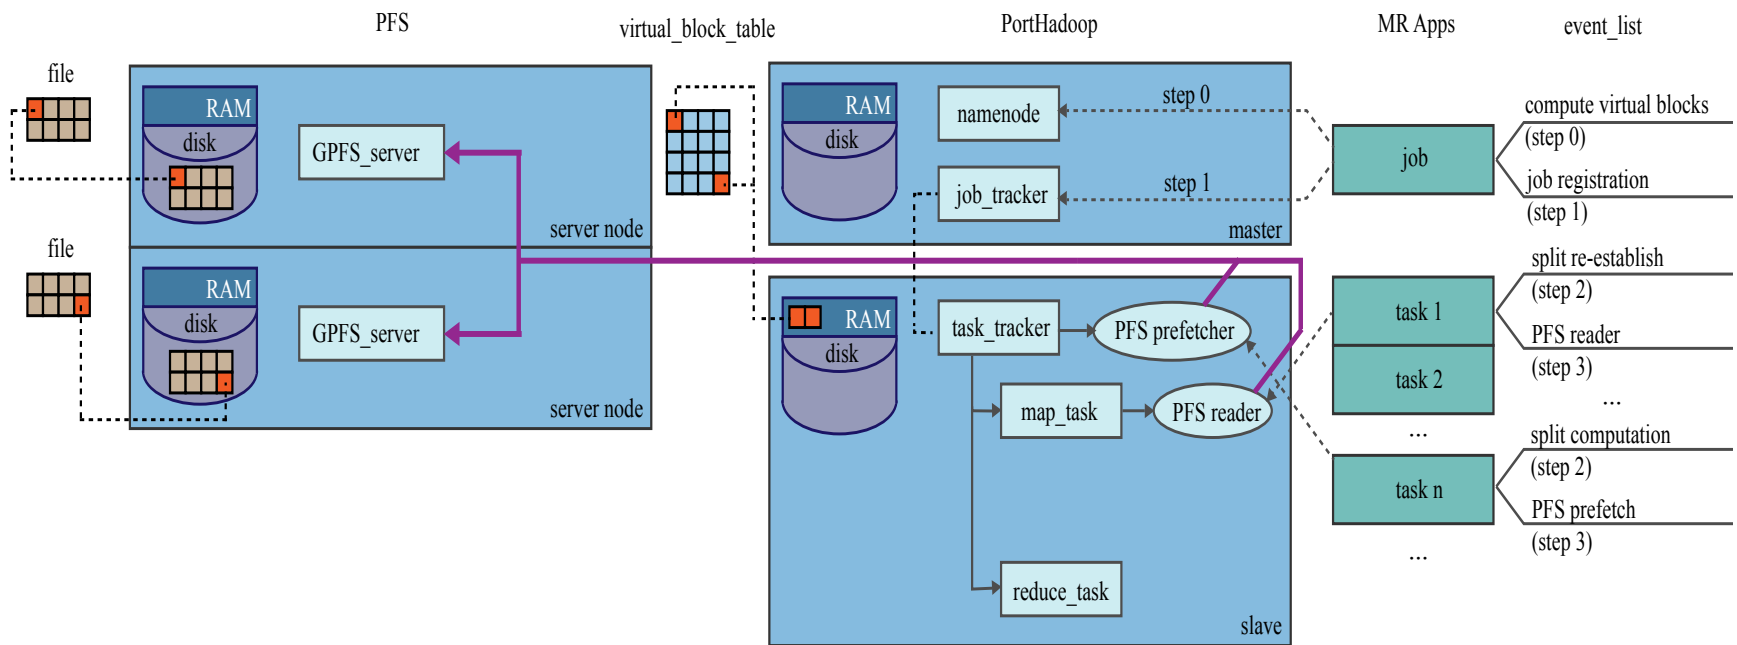 PFS
virtual_block_table
PortHadoop
MR Apps
event_list
file
RAM
disk
GPFS_server
server node
file
RAM
disk
GPFS_server
server node
RAM
disk
namenode
job_tracker
master
step 0
step 1
RAM
disk
task_tracker
PFS prefetcher
map_task
PFS reader
reduce_task
slave
job
task 1
task 2
...
task n
...
compute virtual blocks
(step 0)
job registration
(step 1)
split re-establish
(step 2)
PFS reader
(step 3)
...
split computation
(step 2)
PFS prefetch
(step 3)